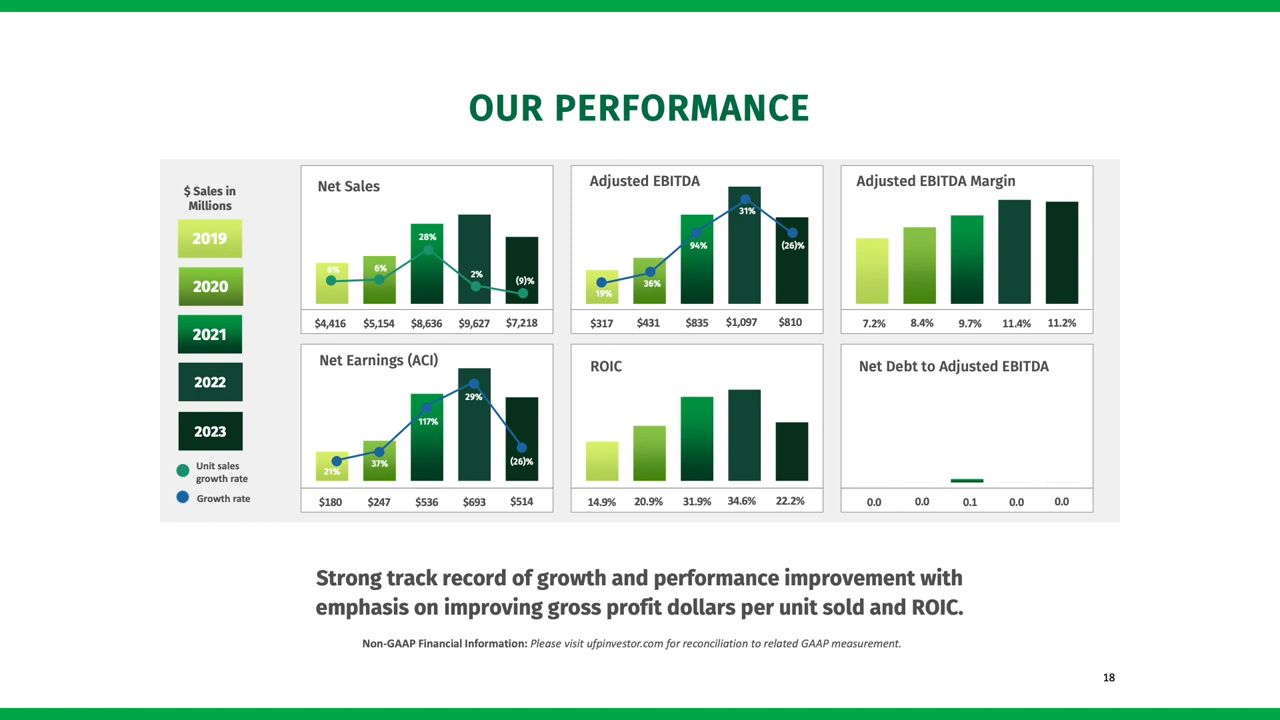 OUR PERFORMANCE
$ Sales in
Millions
2019
2020
2021
2022
2023
Unit sales
growth rate
Growth rate
Net Sales
6%
6%
28%
2%
(9)%
$4,416 $5,154 $8,636 $9,627 $7,218
Adjusted EBITDA
19%
36%
94%
31%
(26)%
$317 $431 $835 $1,097 $810
Adjusted EBITDA Margin
7.2% 8.4% 9.7% 11.4% 11.2%
Net Earnings (ACI)
21%
37%
117%
29%
(26)%
$180 $247 $536 $693 $514
ROIC
14.9% 20.9% 31.9% 34.6% 22.2%
Net Debt to Adjusted EBITDA
0.0 0.0 0.1 0.0 0.0
Strong track record of growth and performance improvement with
emphasis on improving gross profit dollars per unit sold and ROIC.
Non-GAAP Financial Information: Please visit ufpinvestor.com for reconciliation to related GAAP measurement.
18